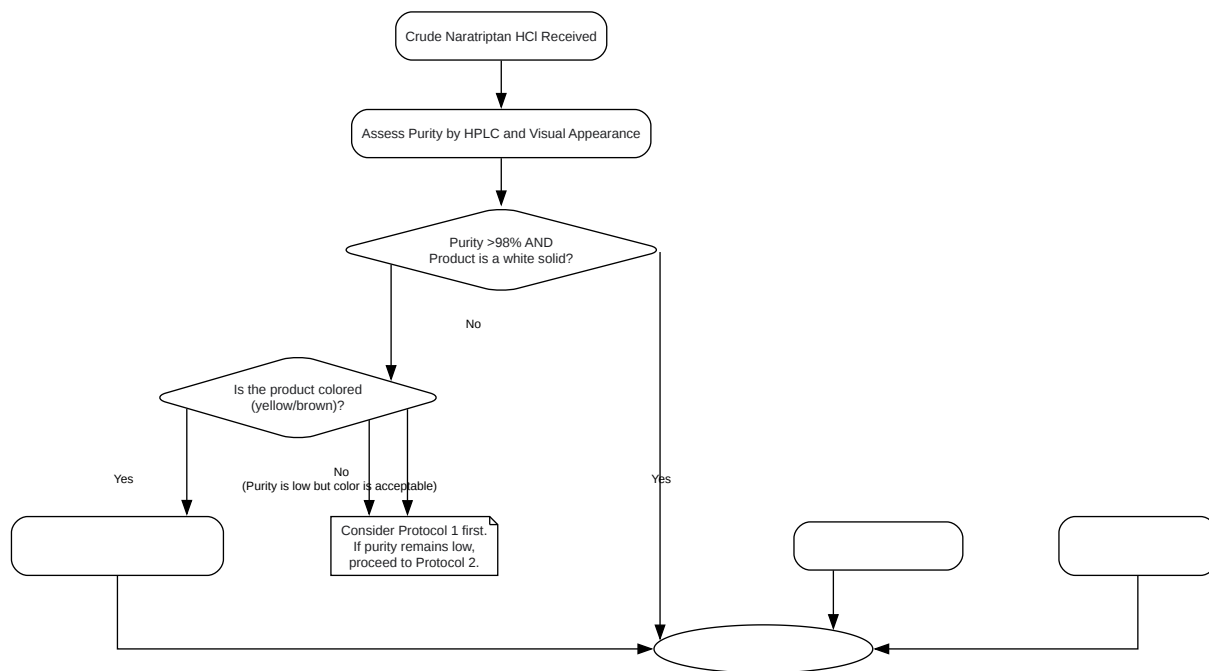 Crude Naratriptan HCl Received
Assess Purity by HPLC and Visual Appearance
Purity >98% AND
Product is a white solid?
No
Is the product colored
(yellow/brown)?
Yes
No
(Purity is low but color is acceptable)
Yes
Consider Protocol 1 first.
If purity remains low,
proceed to Protocol 2.